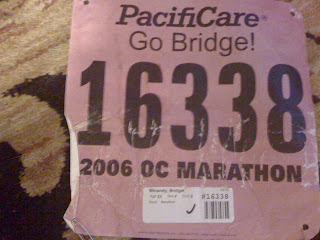 PacifiCare®
Go Bridge!
16338
2006 OC MARATHON
#16338